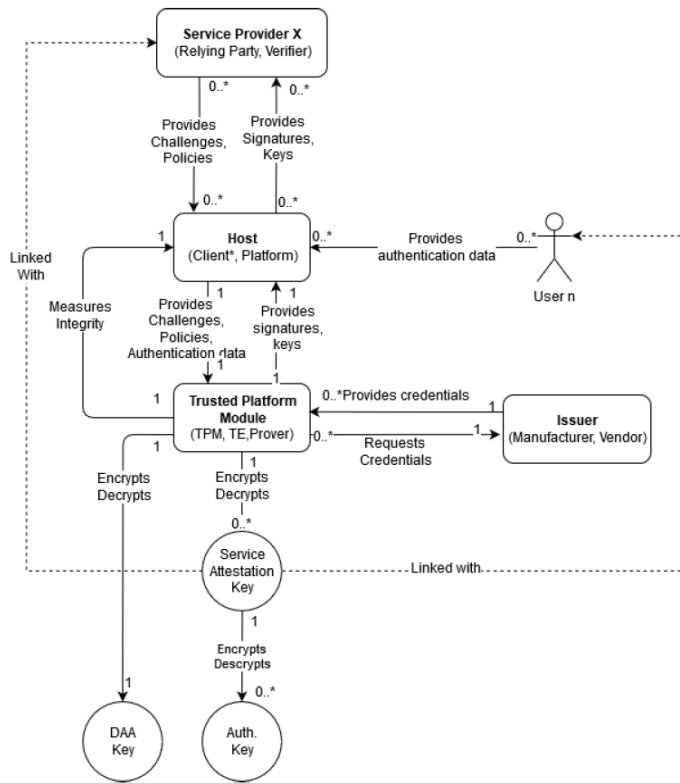 Service Provider X
(Relying Party, Verifier)
0..*
0..*
Provides
Challenges,
Policies
Provides
Signatures,
Keys
0..*
0..*
1
Host
(Client*, Platform)
0..*
Provides
authentication data
0..*
User n
Linked
With
Measures
Integrity
1
Provides
Challenges,
Policies,
Authentication data
1
1
Provides
signatures,
keys
1
1
Trusted Platform
Module
(TPM, TE,Prover)
0..*
Provides credentials
1
0..*
Requests
Credentials
1
Issuer
(Manufacturer, Vendor)
1
Encrypts
Decrypts
1
Encrypts
Decrypts
0..*
Service
Attestation
Key
Linked with
1
Encrypts
Descrypts
0..*
1
DAA
Key
Auth.
Key